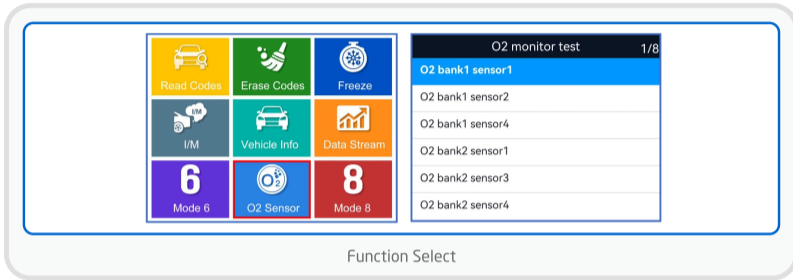 Read Codes
Erase Codes
Freeze
I/M
I/M
Vehicle Info
Data Stream
6
Mode 6
O2
O2 Sensor
8
Mode 8
O2 monitor test
1/8
O2 bank1 sensor1
O2 bank1 sensor2
O2 bank1 sensor4
O2 bank2 sensor1
O2 bank2 sensor3
O2 bank2 sensor4
Function Select